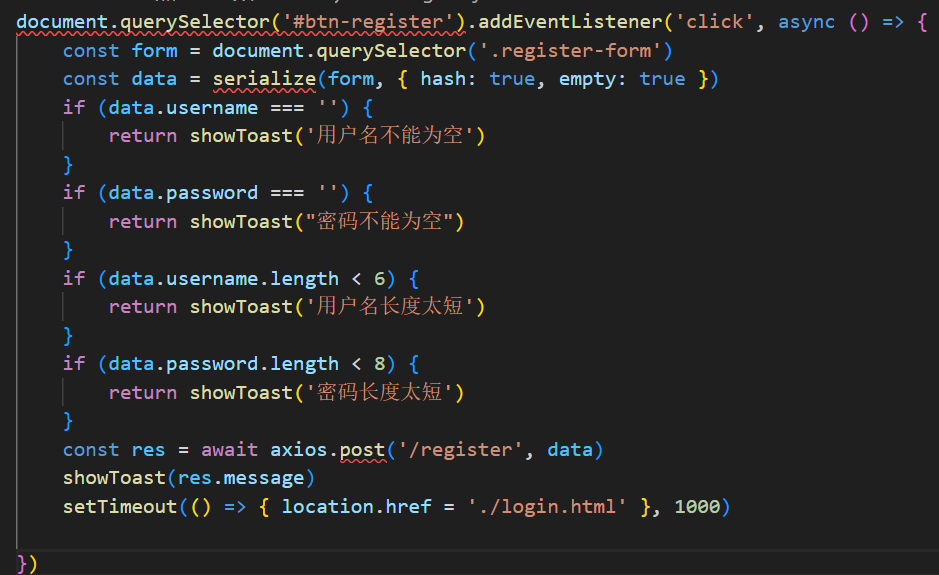 document.querySelector('#btn-register').addEventListener('click', async () => {
    const form = document.querySelector('.register-form')
    const data = serialize(form, { hash: true, empty: true })
    if (data.username === '') {
        return showToast('用户名不能为空')
    }
    if (data.password === '') {
        return showToast("密码不能为空")
    }
    if (data.username.length < 6) {
        return showToast('用户名长度太短')
    }
    if (data.password.length < 8) {
        return showToast('密码长度太短')
    }
    const res = await axios.post('/register', data)
    showToast(res.message)
    setTimeout(() => { location.href = './login.html' }, 1000)
})